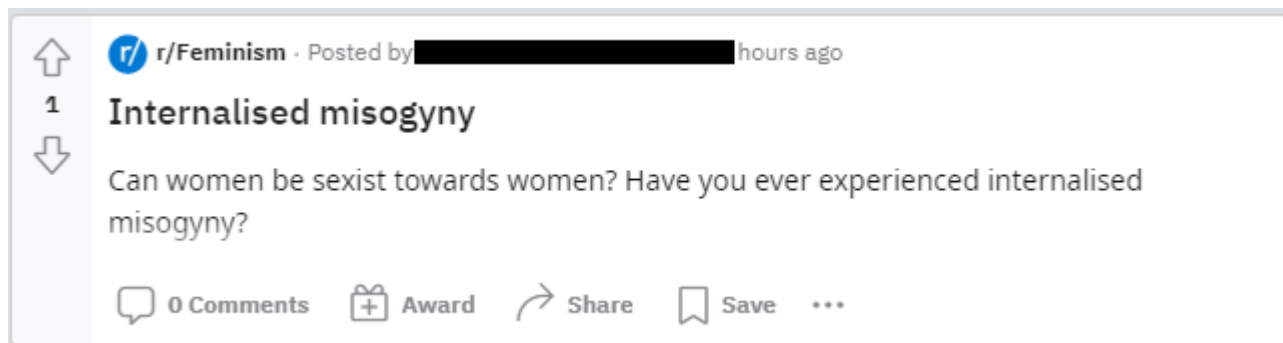 r/ r/Feminism · Posted by hours ago
1
Internalised misogyny
Can women be sexist towards women? Have you ever experienced internalised
misogyny?
0 Comments Award Share Save ...